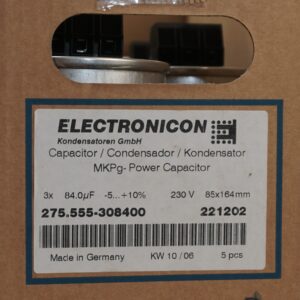 ELECTRONICON
Kondensatoren GmbH
Capacitor / Condensador / Kondensator
MKPg- Power Capacitor
3x 84.0µF -5...+10% 230 V 85x164mm
275.555-308400 221202
Made in Germany KW 10 / 06 5 pcs